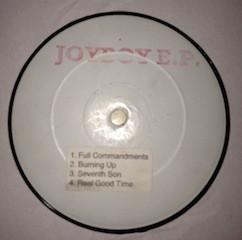 JOYBOY E.P.
1. Full Commandments
2. Burning Up
3. Seventh Son
4. Real Good Time